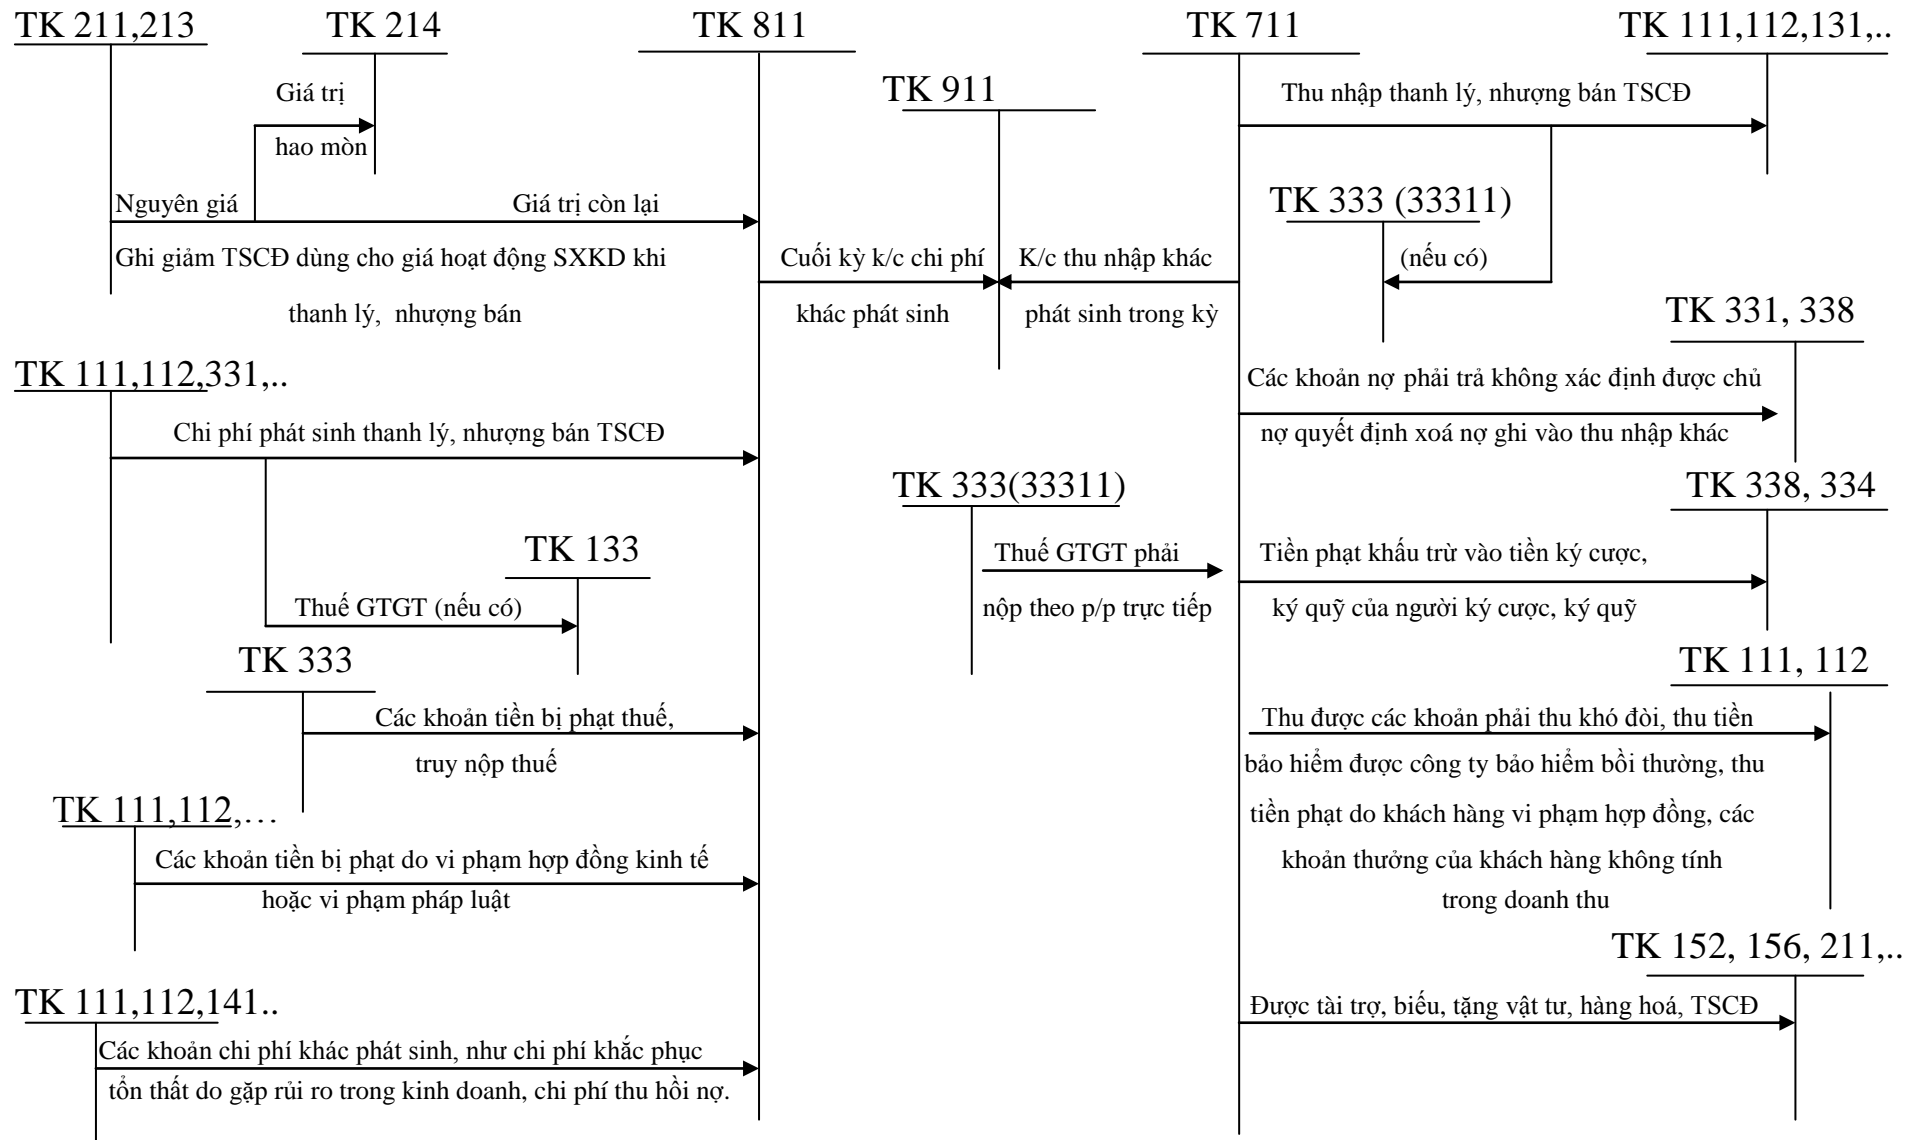 TK 211,213
TK 214
TK 811
TK 711
TK 111,112,131,..
Giá trị
hao mòn
TK 911
Thu nhập thanh lý, nhượng bán TSCĐ
Nguyên giá
Giá trị còn lại
TK 333 (33311)
Ghi giảm TSCĐ dùng cho giá hoạt động SXKD khi
thanh lý, nhượng bán
Cuối kỳ k/c chi phí
khác phát sinh
K/c thu nhập khác
phát sinh trong kỳ
(nếu có)
TK 331, 338
TK 111,112,331,..
Các khoản nợ phải trả không xác định được chủ
nợ quyết định xoá nợ ghi vào thu nhập khác
Chi phí phát sinh thanh lý, nhượng bán TSCĐ
TK 333(33311)
TK 338, 334
TK 133
Thuế GTGT phải
nộp theo p/p trực tiếp
Tiền phạt khấu trừ vào tiền ký cược,
ký quỹ của người ký cược, ký quỹ
Thuế GTGT (nếu có)
TK 333
TK 111, 112
Các khoản tiền bị phạt thuế,
truy nộp thuế
Thu được các khoản phải thu khó đòi, thu tiền
bảo hiểm được công ty bảo hiểm bồi thường, thu
tiền phạt do khách hàng vi phạm hợp đồng, các
khoản thưởng của khách hàng không tính
trong doanh thu
TK 111,112,…
Các khoản tiền bị phạt do vi phạm hợp đồng kinh tế
hoặc vi phạm pháp luật
TK 152, 156, 211,..
TK 111,112,141..
Được tài trợ, biếu, tặng vật tư, hàng hoá, TSCĐ
Các khoản chi phí khác phát sinh, như chi phí khắc phục
tổn thất do gặp rủi ro trong kinh doanh, chi phí thu hồi nợ.